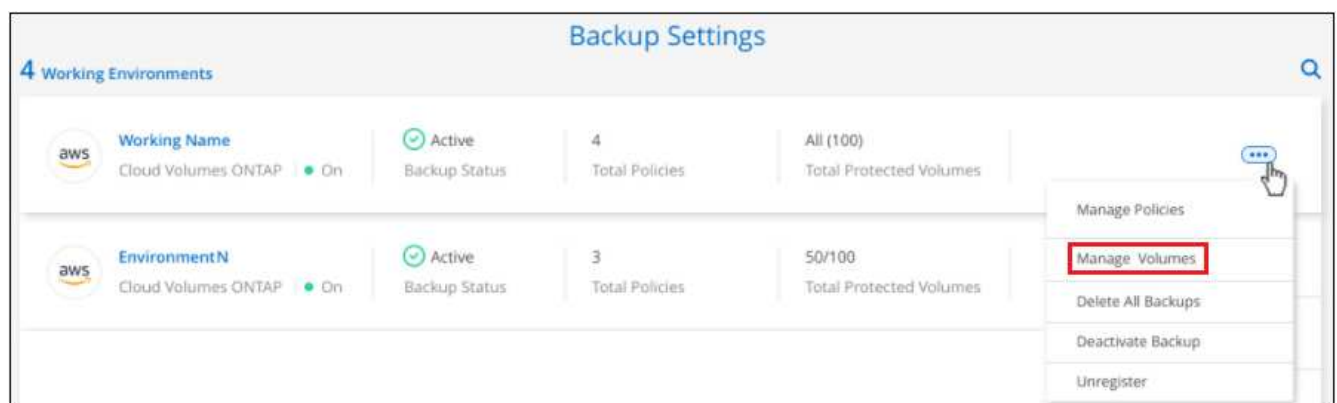 Backup Settings
4 Working Environments
aws
Working Name
Cloud Volumes ONTAP
On
Active
Backup Status
4
Total Policies
All (100)
Total Protected Volumes
Manage Policies
Manage Volumes
Delete All Backups
Deactivate Backup
Unregister
aws
EnvironmentN
Cloud Volumes ONTAP
On
Active
Backup Status
3
Total Policies
50/100
Total Protected Volumes